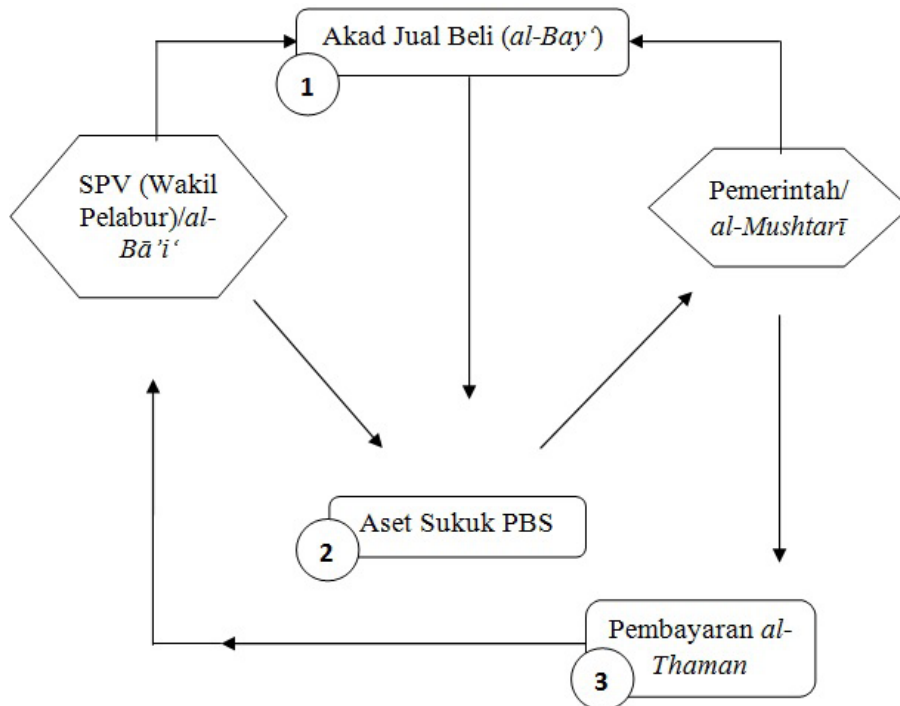 Akad Jual Beli (al-Bay‘)
1
SPV (Wakil
Pelabur)/al-
Bā’i‘
Pemerintah/
al-Mushtarī
Aset Sukuk PBS
2
Pembayaran al-
Thaman
3